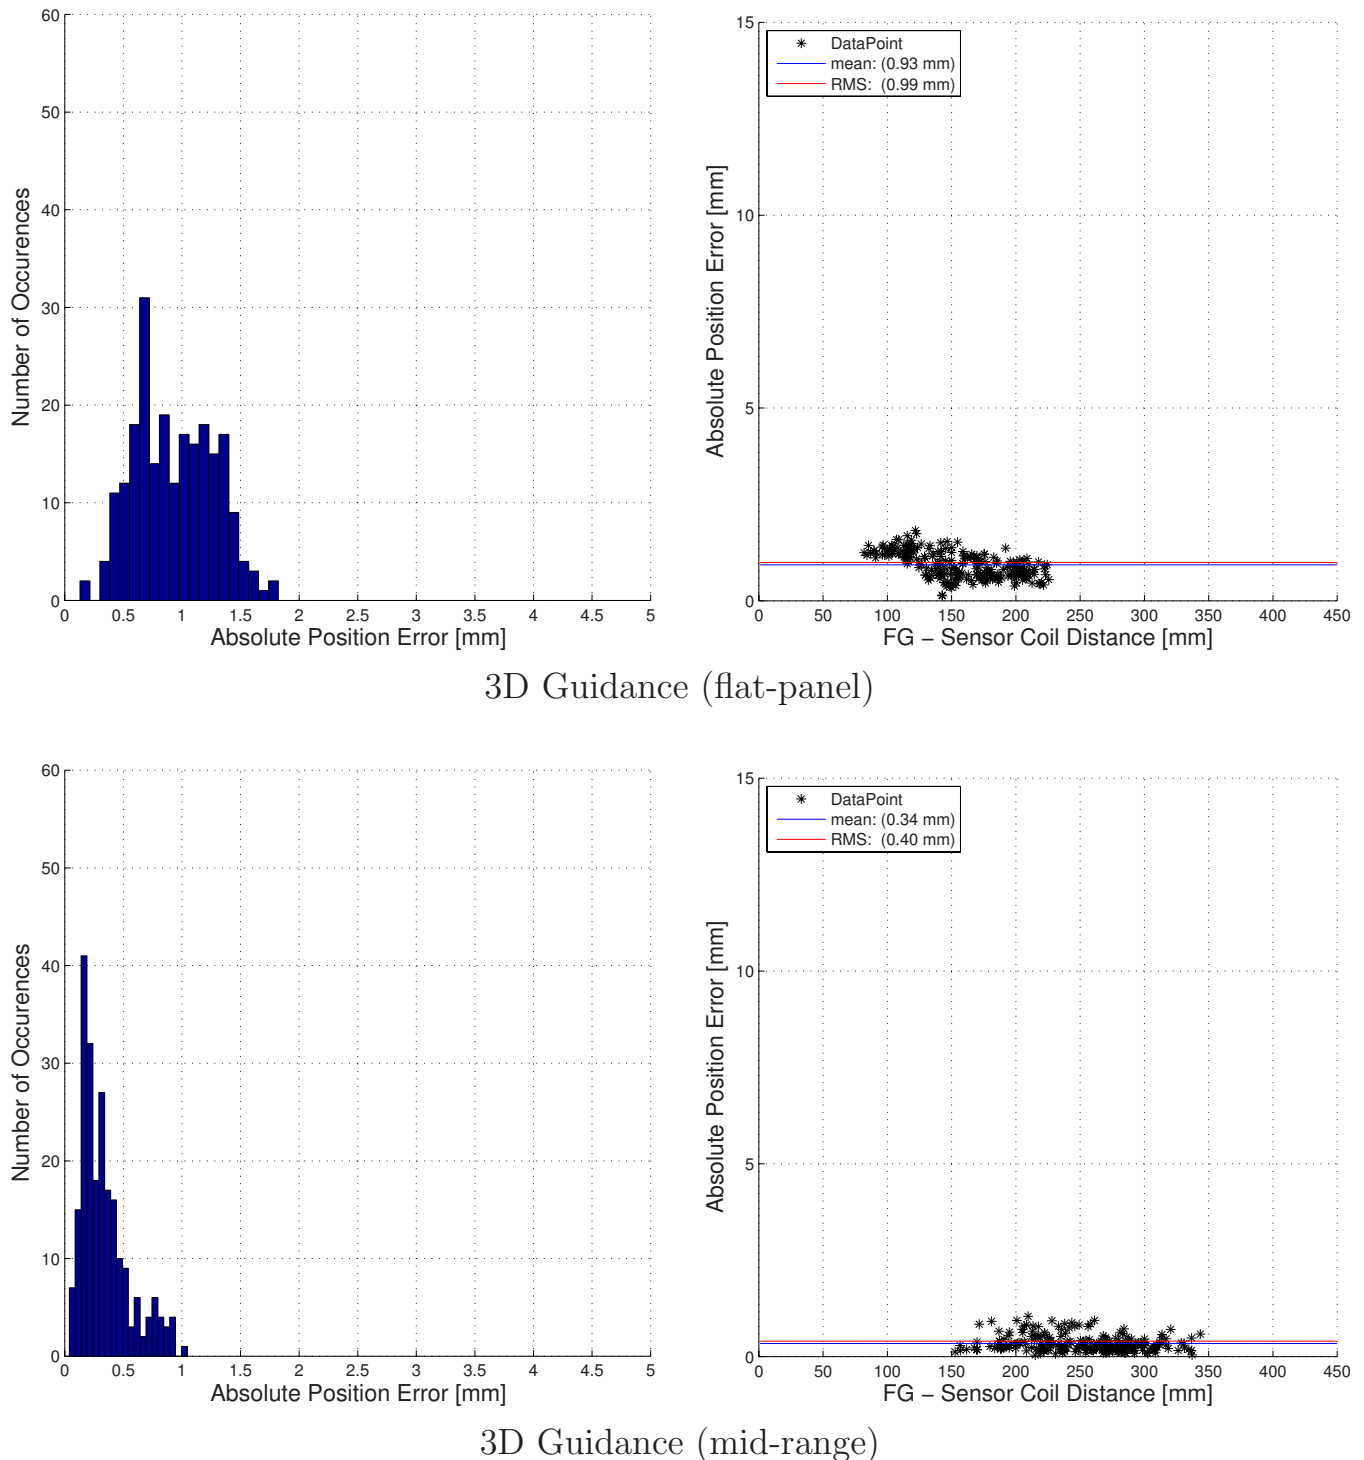 60
50
40
30
20
10
0
Number of Occurences
0 0.5 1 1.5 2 2.5 3 3.5 4 4.5 5
Absolute Position Error [mm]
15
10
5
0
Absolute Position Error [mm]
DataPoint
mean: (0.93 mm)
RMS: (0.99 mm)
0 50 100 150 200 250 300 350 400 450
FG − Sensor Coil Distance [mm]
3D Guidance (flat-panel)
60
50
40
30
20
10
0
Number of Occurences
0 0.5 1 1.5 2 2.5 3 3.5 4 4.5 5
Absolute Position Error [mm]
15
10
5
0
Absolute Position Error [mm]
DataPoint
mean: (0.34 mm)
RMS: (0.40 mm)
0 50 100 150 200 250 300 350 400 450
FG − Sensor Coil Distance [mm]
3D Guidance (mid-range)